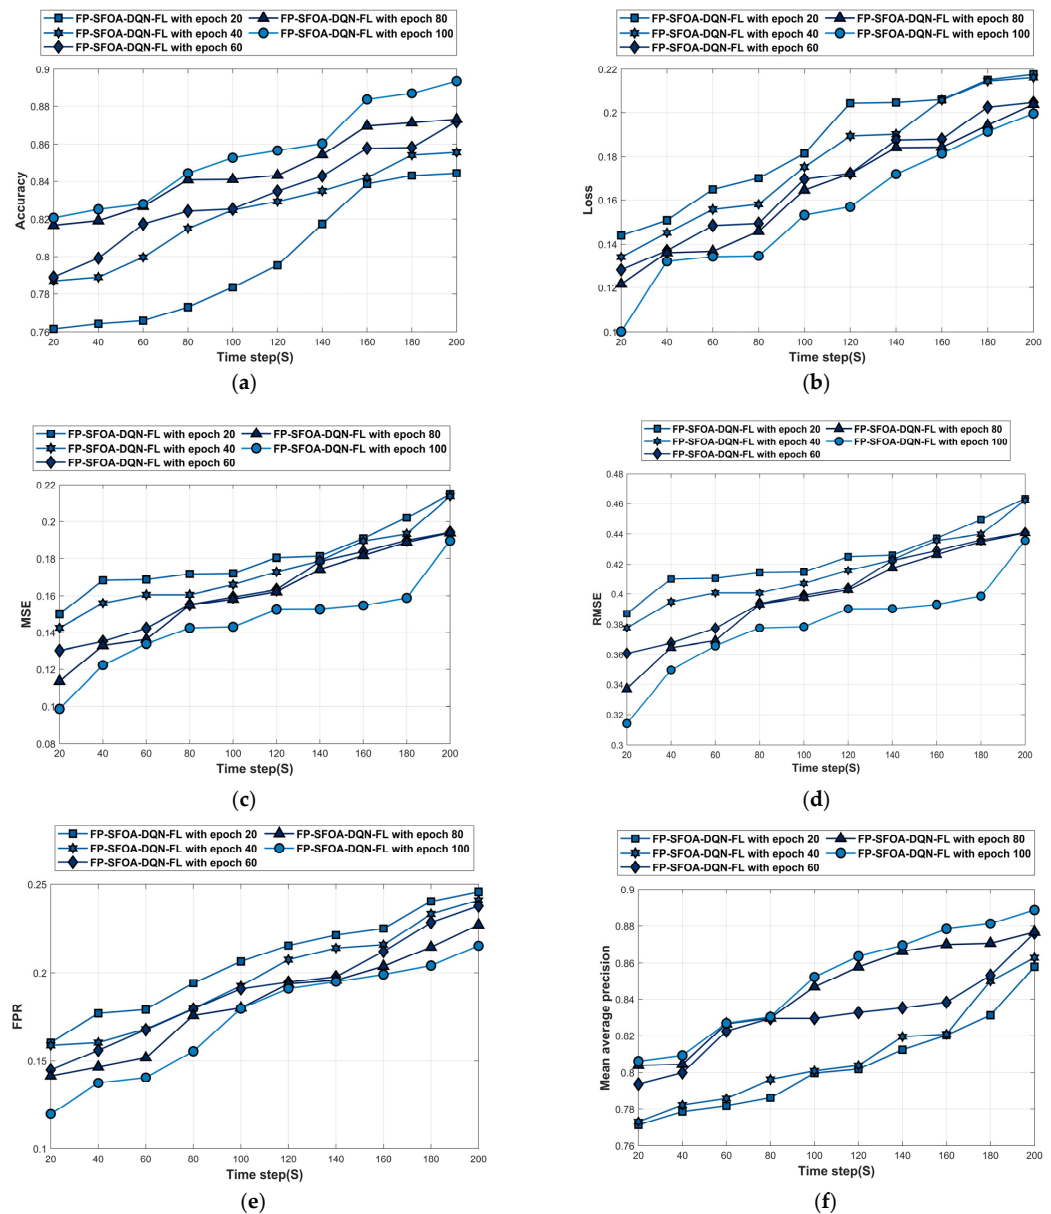 FP-SFOA-DQN-FL with epoch 20 FP-SFOA-DQN-FL with epoch 80
FP-SFOA-DQN-FL with epoch 40 FP-SFOA-DQN-FL with epoch 100
FP-SFOA-DQN-FL with epoch 60
0.9
0.88
0.86
0.84
0.82
0.8
0.78
0.76
Accuracy
20 40 60 80 100 120 140 160 180 200
Time step(S)
(a)
FP-SFOA-DQN-FL with epoch 20 FP-SFOA-DQN-FL with epoch 80
FP-SFOA-DQN-FL with epoch 40 FP-SFOA-DQN-FL with epoch 100
FP-SFOA-DQN-FL with epoch 60
0.22
0.2
0.18
0.16
0.14
0.12
0.1
Loss
20 40 60 80 100 120 140 160 180 200
Time step(S)
(b)
FP-SFOA-DQN-FL with epoch 20 FP-SFOA-DQN-FL with epoch 80
FP-SFOA-DQN-FL with epoch 40 FP-SFOA-DQN-FL with epoch 100
FP-SFOA-DQN-FL with epoch 60
0.22
0.2
0.18
0.16
0.14
0.12
0.1
0.08
MSE
20 40 60 80 100 120 140 160 180 200
Time step(S)
(c)
FP-SFOA-DQN-FL with epoch 20 FP-SFOA-DQN-FL with epoch 80
FP-SFOA-DQN-FL with epoch 40 FP-SFOA-DQN-FL with epoch 100
FP-SFOA-DQN-FL with epoch 60
0.48
0.46
0.44
0.42
0.4
0.38
0.36
0.34
0.32
0.3
RMSE
20 40 60 80 100 120 140 160 180 200
Time step(S)
(d)
FP-SFOA-DQN-FL with epoch 20 FP-SFOA-DQN-FL with epoch 80
FP-SFOA-DQN-FL with epoch 40 FP-SFOA-DQN-FL with epoch 100
FP-SFOA-DQN-FL with epoch 60
0.25
0.2
0.15
0.1
FPR
20 40 60 80 100 120 140 160 180 200
Time step(S)
(e)
FP-SFOA-DQN-FL with epoch 20 FP-SFOA-DQN-FL with epoch 80
FP-SFOA-DQN-FL with epoch 40 FP-SFOA-DQN-FL with epoch 100
FP-SFOA-DQN-FL with epoch 60
0.9
0.88
0.86
0.84
0.82
0.8
0.78
0.76
Mean average precision
20 40 60 80 100 120 140 160 180 200
Time step(S)
(f)